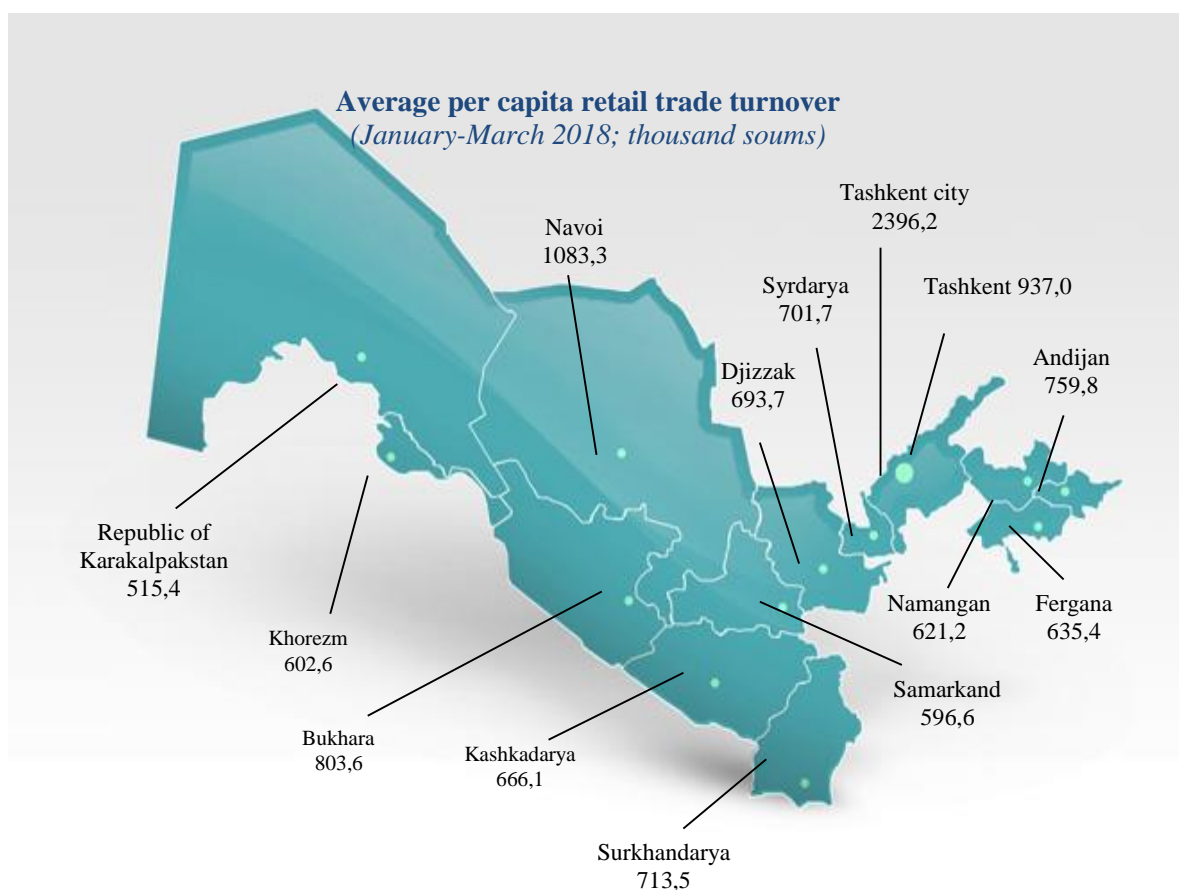 Average per capita retail trade turnover
(January-March 2018; thousand soums)
Tashkent city
2396,2
Navoi
1083,3
Syrdarya
701,7
Tashkent 937,0
Andijan
759,8
Djizzak
693,7
Republic of
Karakalpakstan
515,4
Namangan
621,2
Fergana
635,4
Khorezm
602,6
Samarkand
596,6
Bukhara
803,6
Kashkadarya
666,1
Surkhandarya
713,5